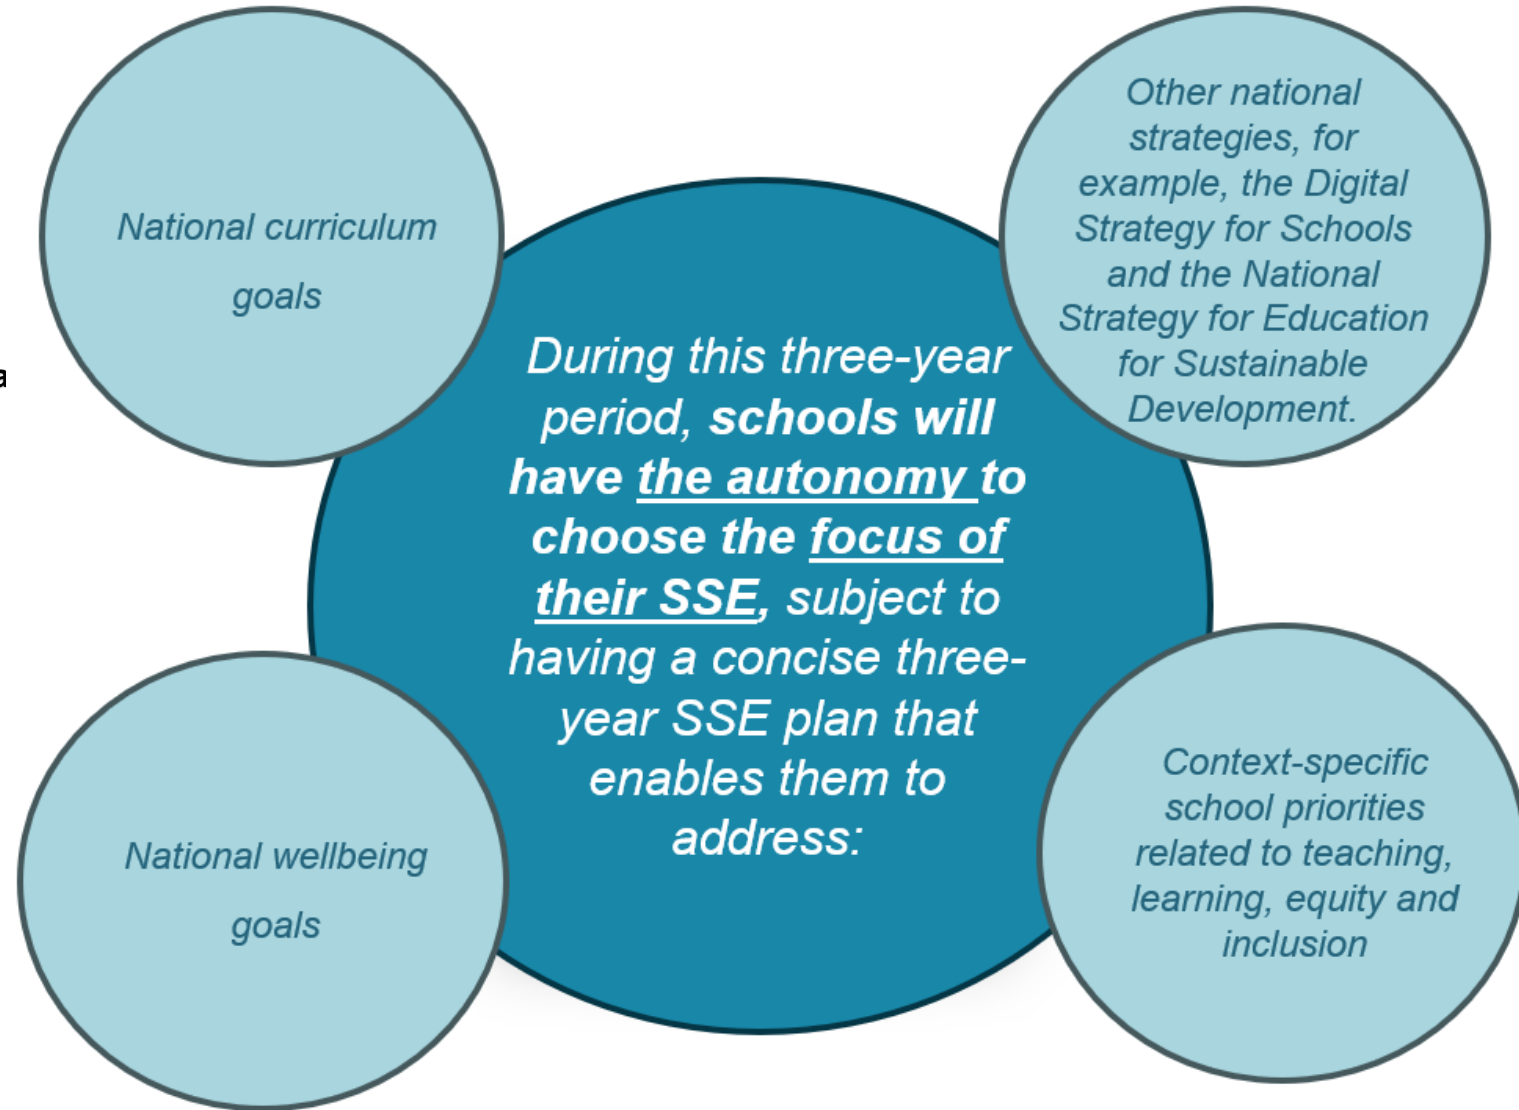 National curriculum
goals
Other national
strategies, for
example, the Digital
Strategy for Schools
and the National
Strategy for Education
for Sustainable
Development.
a
During this three-year
period, schools will
have the autonomy to
choose the focus of
their SSE, subject to
having a concise three-
year SSE plan that
enables them to
address:
National wellbeing
goals
Context-specific
school priorities
related to teaching,
learning, equity and
inclusion